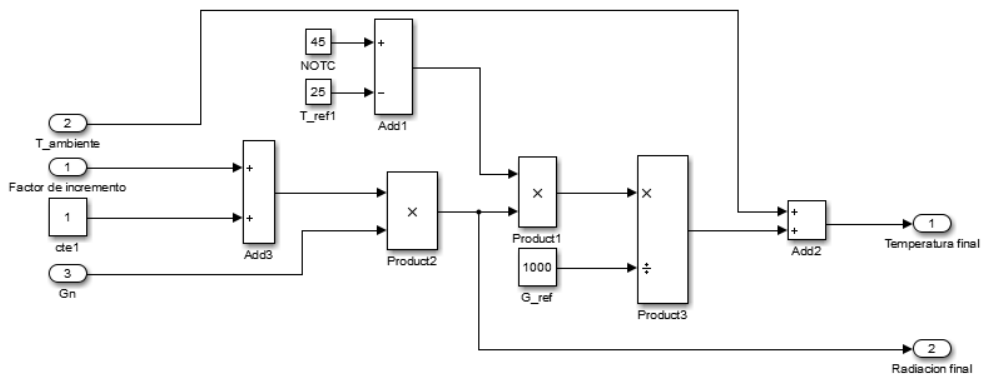 45
+
NOTC
25
−
T_ref1
Add1
2
T_ambiente
1
Factor de incremento
+
1
+
cte1
Add3
3
Gn
×
Product2
×
Product1
1000
G_ref
×
÷
Product3
+
+
Add2
1
Temperatura final
2
Radiacion final